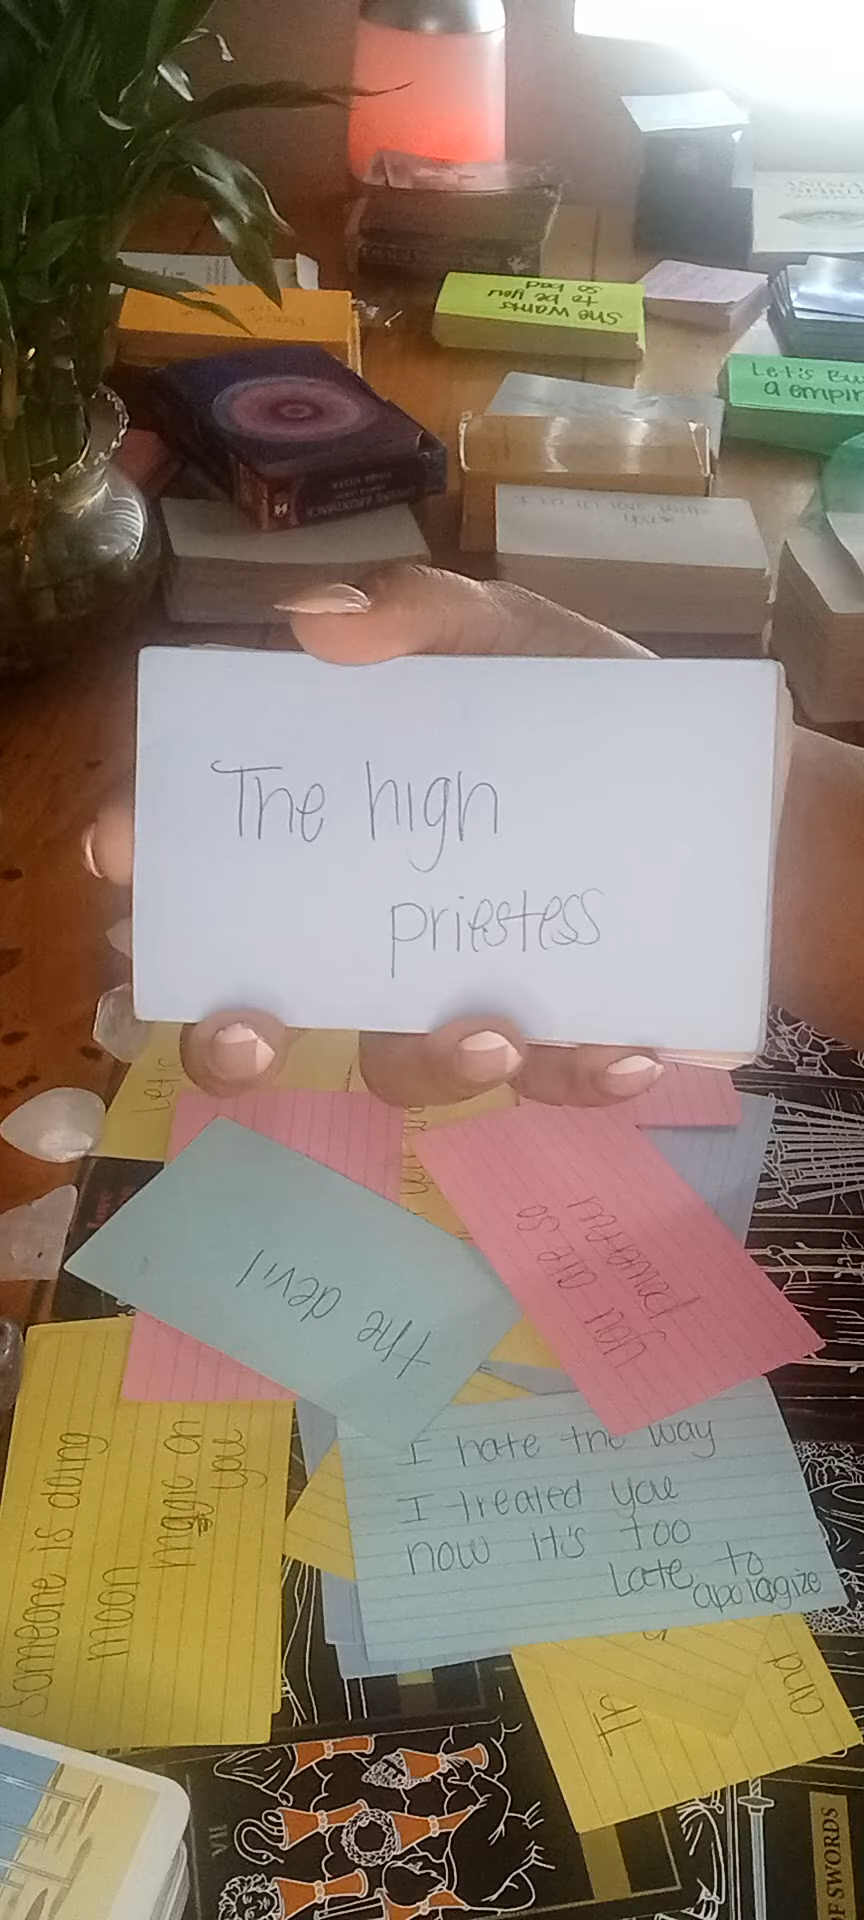 She wants
to be you
so bad
Let's Bu
a empir
The high
priestess
the devil
you are so
powerful
Someone is doing
moon
magic on
you
I hate the way
I treated you
now it's too
Late to
apologize
and
VII
OF SWORDS